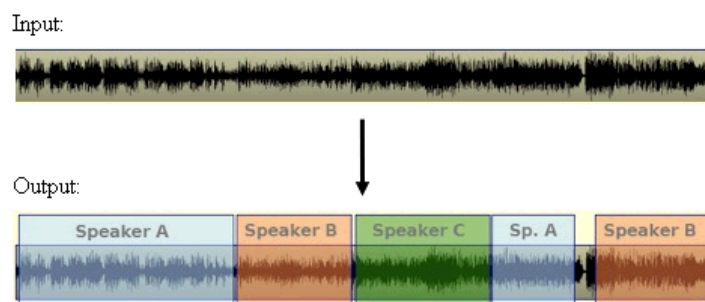 Input:
Output:
Speaker A Speaker B Speaker C Sp. A Speaker B